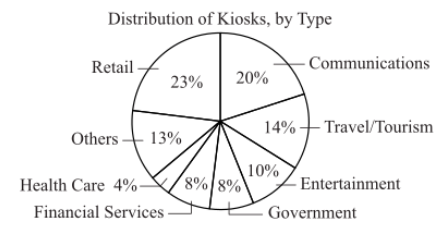 Distribution of Kiosks, by Type
Retail
23%
20%
Communications
14%
Travel/Tourism
Others
13%
10%
Entertainment
Health Care 4%
8%
8%
Financial Services
Government